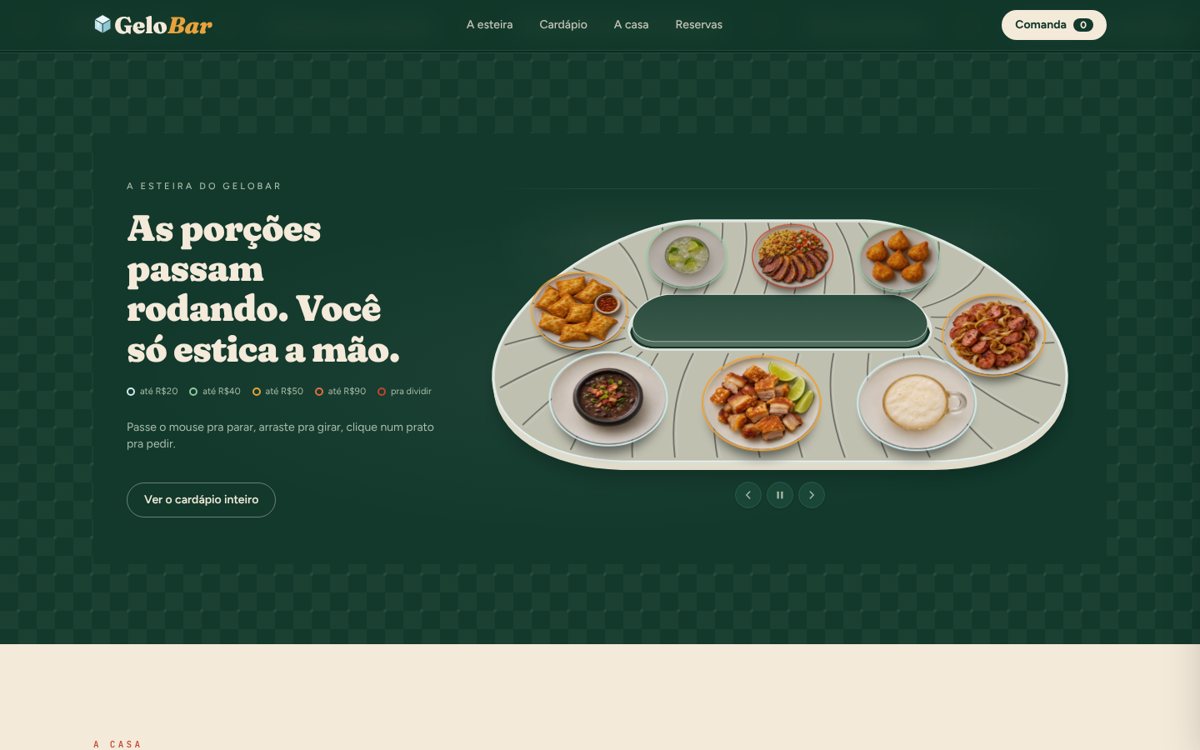 GeloBar
A esteira
Cardápio
A casa
Reservas
Comanda 0
A ESTEIRA DO GELOBAR
As porções
passam
rodando. Você
só estica a mão.
até R$20
até R$40
até R$50
até R$90
pra dividir
Passe o mouse pra parar, arraste pra girar, clique num prato
pra pedir.
Ver o cardápio inteiro
A CASA